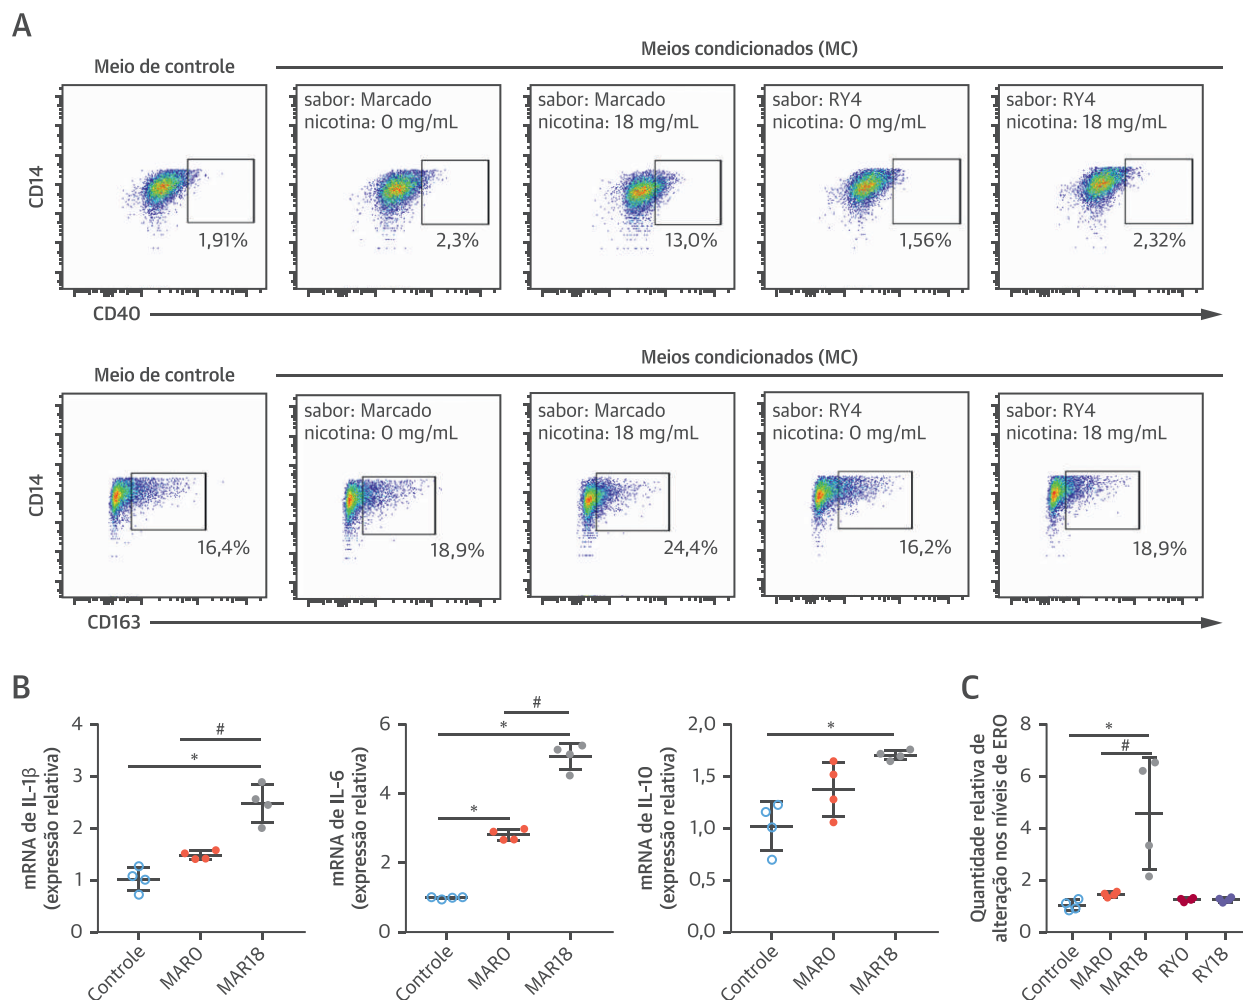 A
Meios condicionados (MC)
Meio de controle
sabor: Marcado
nicotina: 0 mg/mL
sabor: Marcado
nicotina: 18 mg/mL
sabor: RY4
nicotina: 0 mg/mL
sabor: RY4
nicotina: 18 mg/mL
CD14
1,91%
2,3%
13,0%
1,56%
2,32%
CD40
Meios condicionados (MC)
Meio de controle
sabor: Marcado
nicotina: 0 mg/mL
sabor: Marcado
nicotina: 18 mg/mL
sabor: RY4
nicotina: 0 mg/mL
sabor: RY4
nicotina: 18 mg/mL
CD14
16,4%
18,9%
24,4%
16,2%
18,9%
CD163
B
mRNA de IL-1β
(expressão relativa)
4
3
2
1
0
#
*
Controle
MAR0
MAR18
mRNA de IL-6
(expressão relativa)
6
4
2
0
#
*
*
Controle
MAR0
MAR18
mRNA de IL-10
(expressão relativa)
2,0
1,5
1,0
0,5
0,0
*
Controle
MAR0
MAR18
C
Quantidade relativa de
alteração nos níveis de ERO
8
6
4
2
0
*
#
Controle
MAR0
MAR18
RY0
RY18